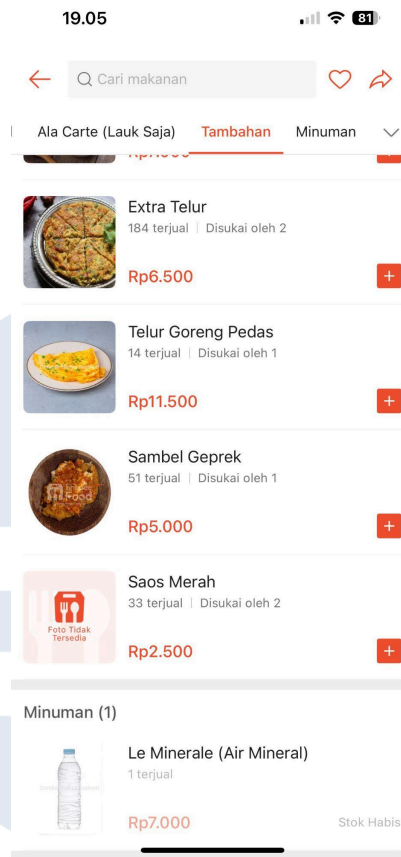 19.05
81
Cari makanan
Ala Carte (Lauk Saja)
Tambahan
Minuman
Extra Telur
184 terjual | Disukai oleh 2
Rp6.500
Telur Goreng Pedas
14 terjual | Disukai oleh 1
Rp11.500
Sambel Geprek
51 terjual | Disukai oleh 1
Rp5.000
Foto Tidak
Tersedia
Saos Merah
33 terjual | Disukai oleh 2
Rp2.500
Minuman (1)
Le Minerale (Air Mineral)
1 terjual
Rp7.000
Stok Habis